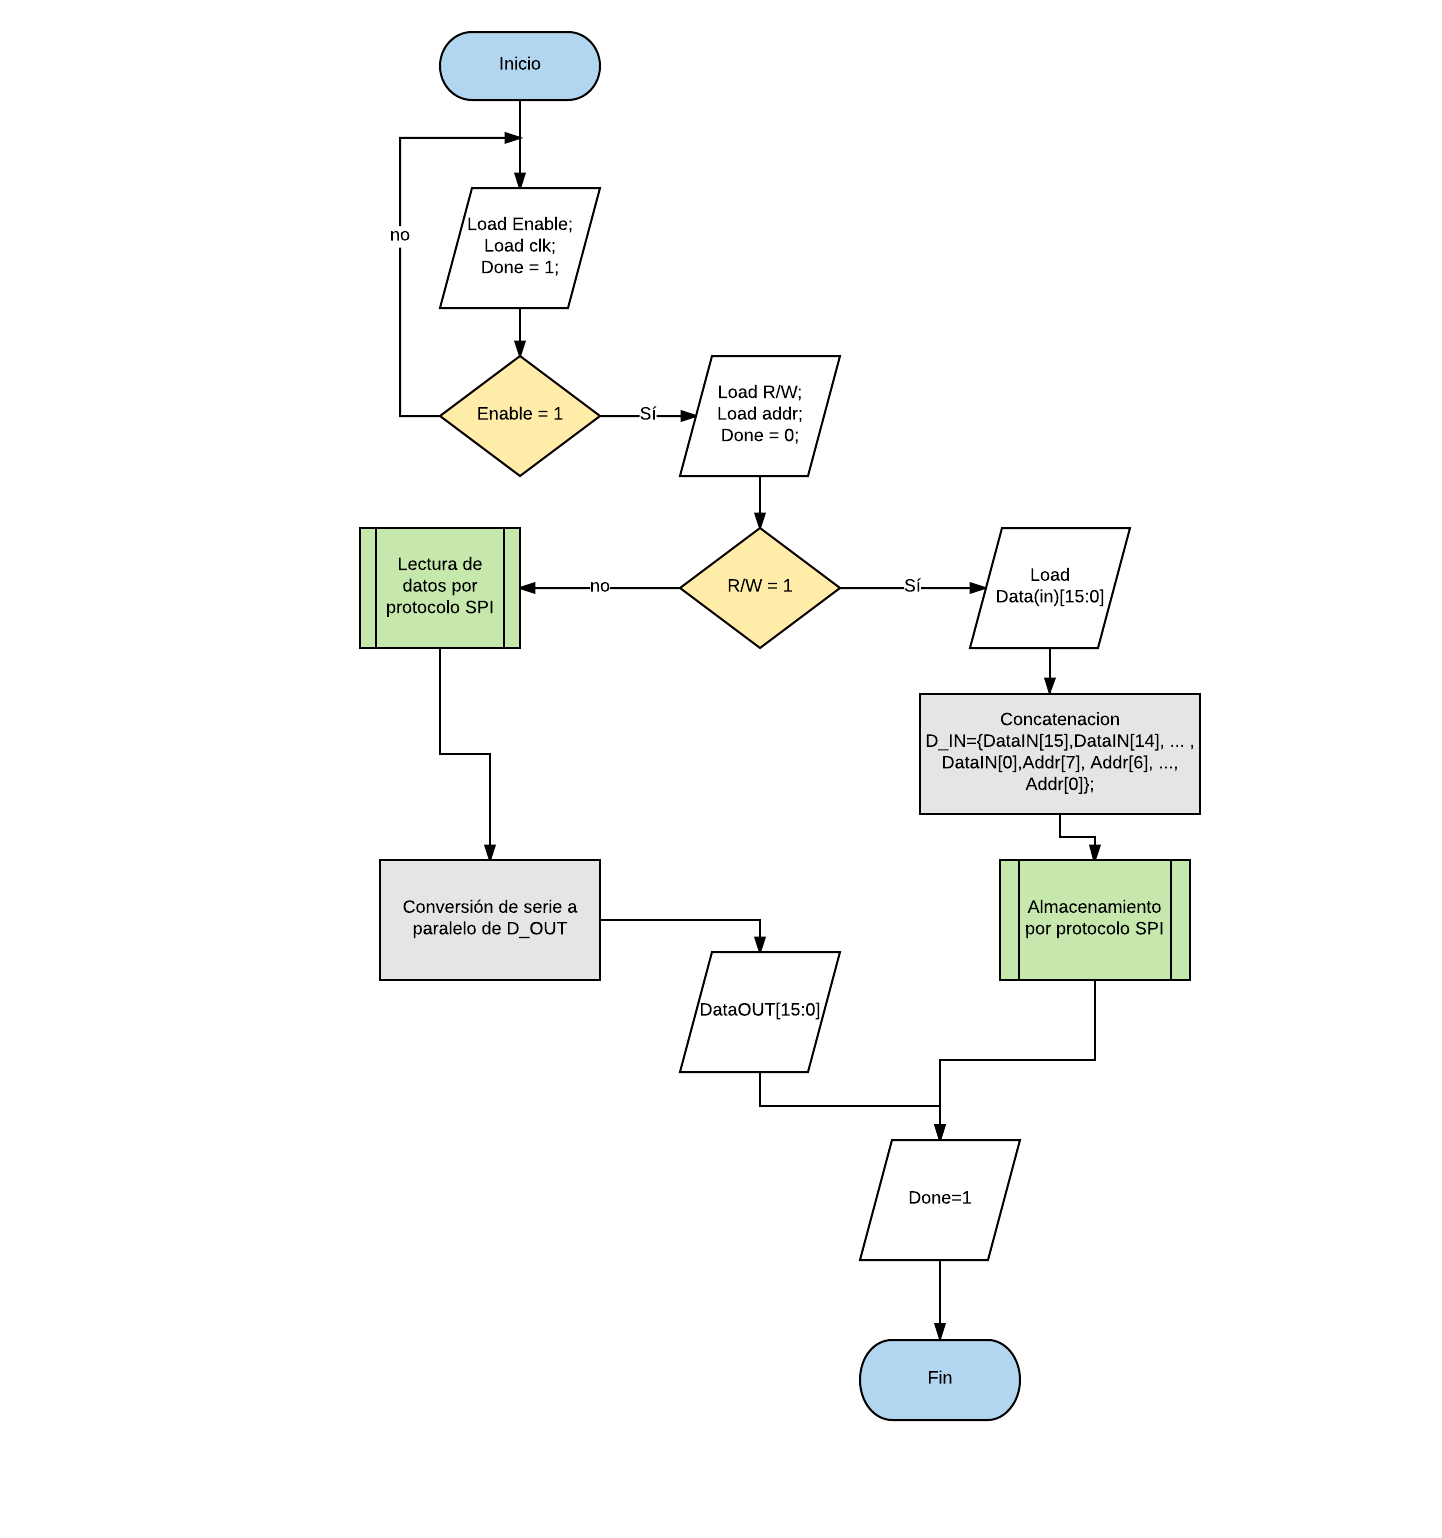 Inicio
no
Load Enable;
Load clk;
Done = 1;
Enable = 1
Sí
Load R/W;
Load addr;
Done = 0;
Lectura de
datos por
protocolo SPI
no
R/W = 1
Sí
Load
Data(in)[15:0]
Concatenacion
D_IN={DataIN[15],DataIN[14], ... ,
DataIN[0],Addr[7], Addr[6], ...,
Addr[0]};
Conversión de serie a
paralelo de D_OUT
Almacenamiento
por protocolo SPI
DataOUT[15:0]
Done=1
Fin